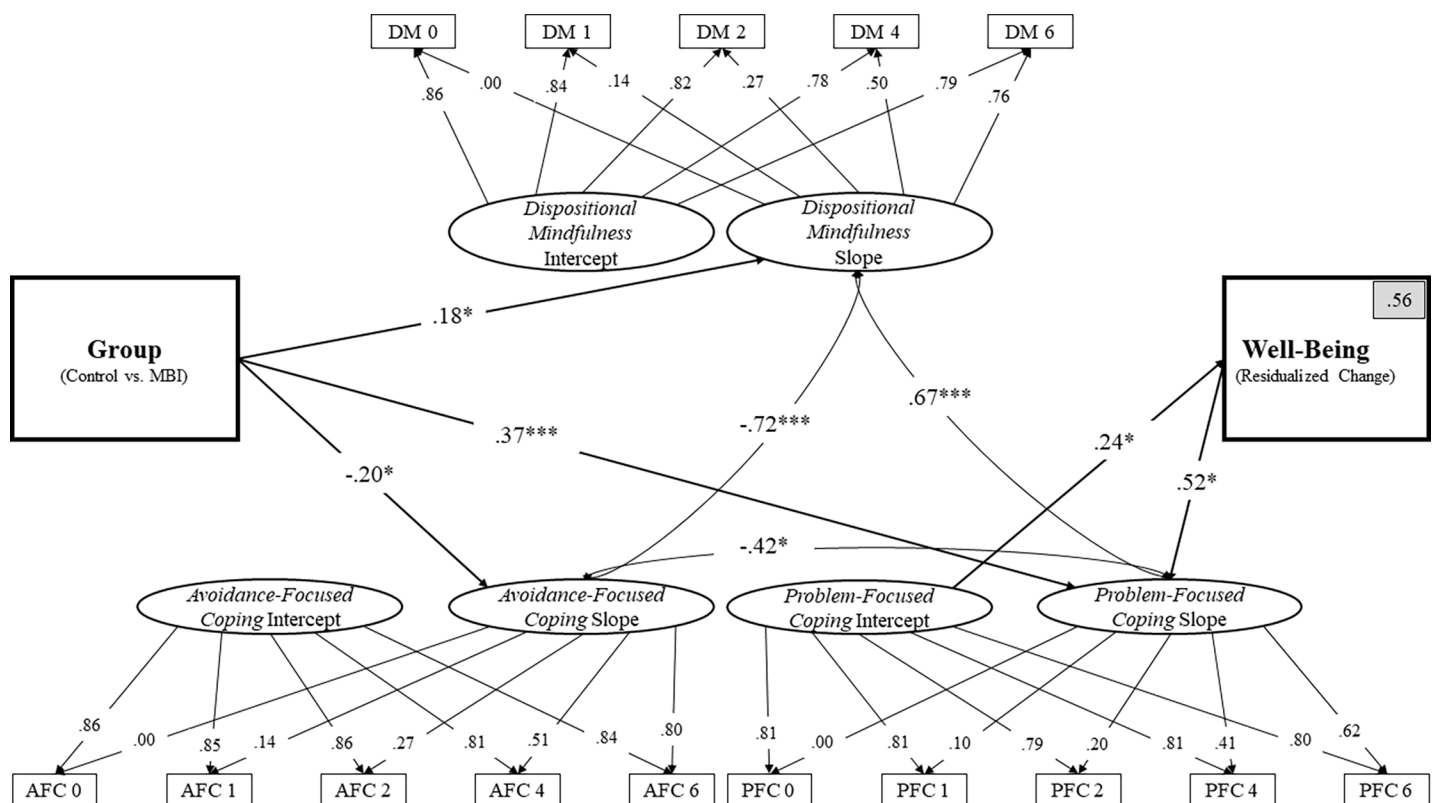 DM 0 DM 1 DM 2 DM 4 DM 6
.86 .00 .84 .14 .82 .27 .78 .50 .79 .76
Dispositional
Mindfulness
Intercept
Dispositional
Mindfulness
Slope
Group
(Control vs. MBI)
.56
Well-Being
(Residualized Change)
.18*
-.20*
.37***
-.72***
.67***
.24*
.52*
-.42*
Avoidance-Focused
Coping Intercept
Avoidance-Focused
Coping Slope
Problem-Focused
Coping Intercept
Problem-Focused
Coping Slope
.86 .00 .85 .14 .86 .27 .81 .51 .84 .80 .81 .00 .81 .10 .79 .20 .81 .41 .80 .62
AFC 0 AFC 1 AFC 2 AFC 4 AFC 6 PFC 0 PFC 1 PFC 2 PFC 4 PFC 6